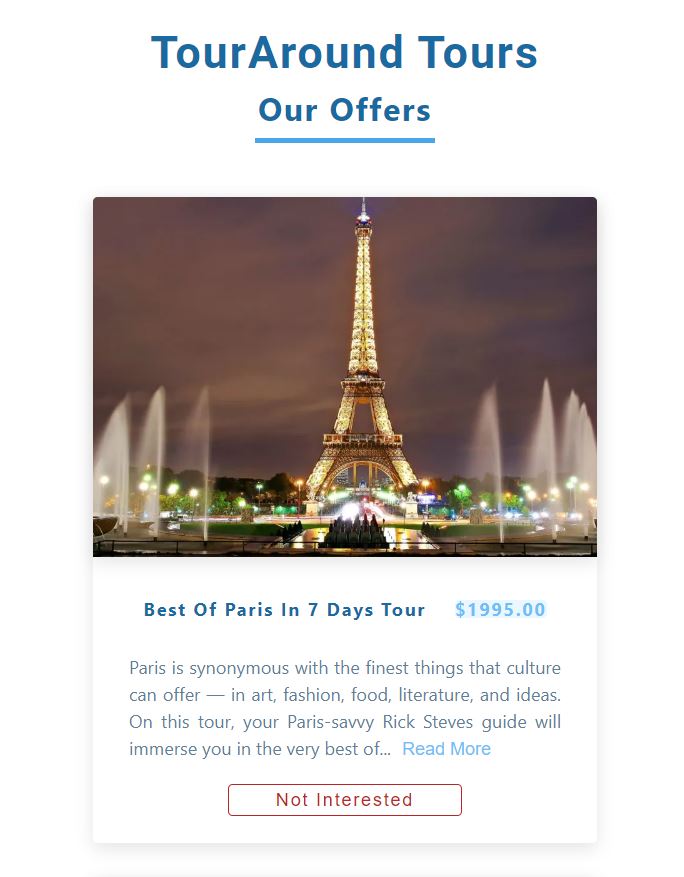 TourAround Tours
Our Offers
Best Of Paris In 7 Days Tour $1995.00
Paris is synonymous with the finest things that culture
can offer — in art, fashion, food, literature, and ideas.
On this tour, your Paris-savvy Rick Steves guide will
immerse you in the very best of... Read More
Not Interested